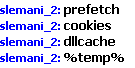 slemani_2: prefetch
slemani_2: cookies
slemani_2: dllcache
slemani_2: %temp%